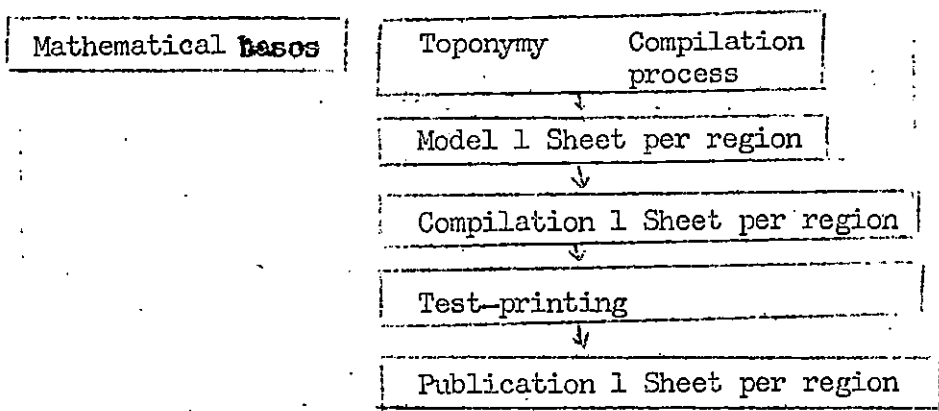 Mathematical basos
Toponymy Compilation
process
Model 1 Sheet per region
Compilation 1 Sheet per region
Test-printing
Publication 1 Sheet per region